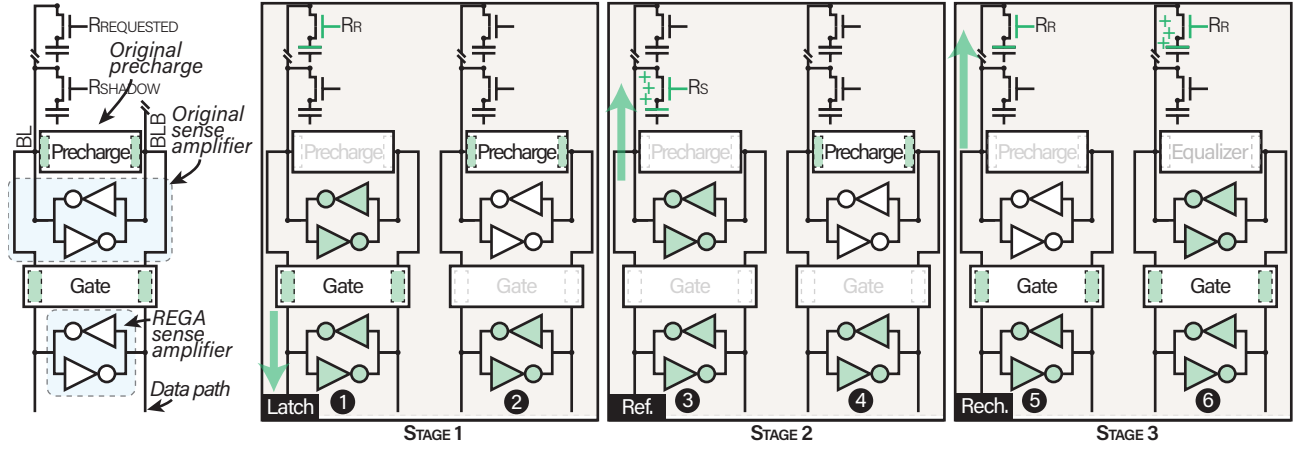 RREQUESTED
Original
precharge
RSHADOW
Original
sense
amplifier
BL
BLB
Precharge
Gate
REGA
sense
amplifier
Data path
RR
Precharge
Precharge
Gate
Gate
Latch
1
2
STAGE 1
RS
Precharge
Precharge
Gate
Gate
Ref.
3
4
STAGE 2
RR
RR
Precharge
Equalizer
Gate
Gate
Rech.
5
6
STAGE 3